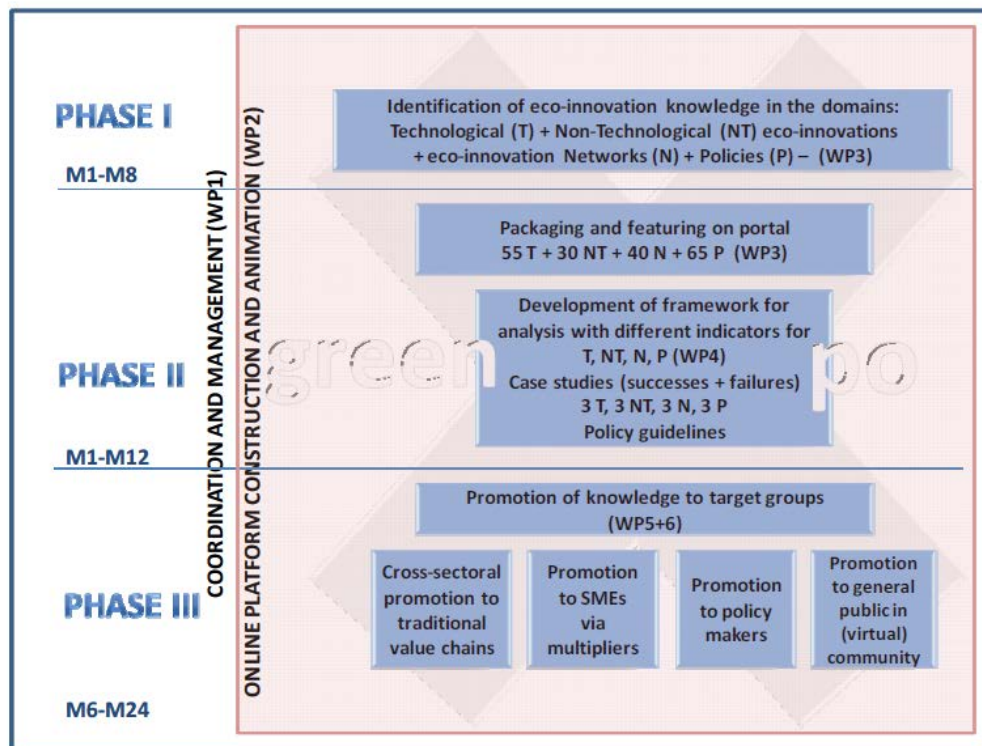 PHASE I
M1-M8
COORDINATION AND MANAGEMENT (WP1)
ONLINE PLATFORM CONSTRUCTION AND ANIMATION (WP2)
Identification of eco-innovation knowledge in the domains:
Technological (T) + Non-Technological (NT) eco-innovations
+ eco-innovation Networks (N) + Policies (P) – (WP3)
PHASE II
M1-M12
Packaging and featuring on portal
55 T + 30 NT + 40 N + 65 P (WP3)
Development of framework for
analysis with different indicators for
T, NT, N, P (WP4)
Case studies (successes + failures)
3 T, 3 NT, 3 N, 3 P
Policy guidelines
green
po
PHASE III
M6-M24
Promotion of knowledge to target groups
(WP5+6)
Cross-sectoral
promotion to
traditional
value chains
Promotion
to SMEs
via
multipliers
Promotion
to policy
makers
Promotion
to general
public in
(virtual)
community